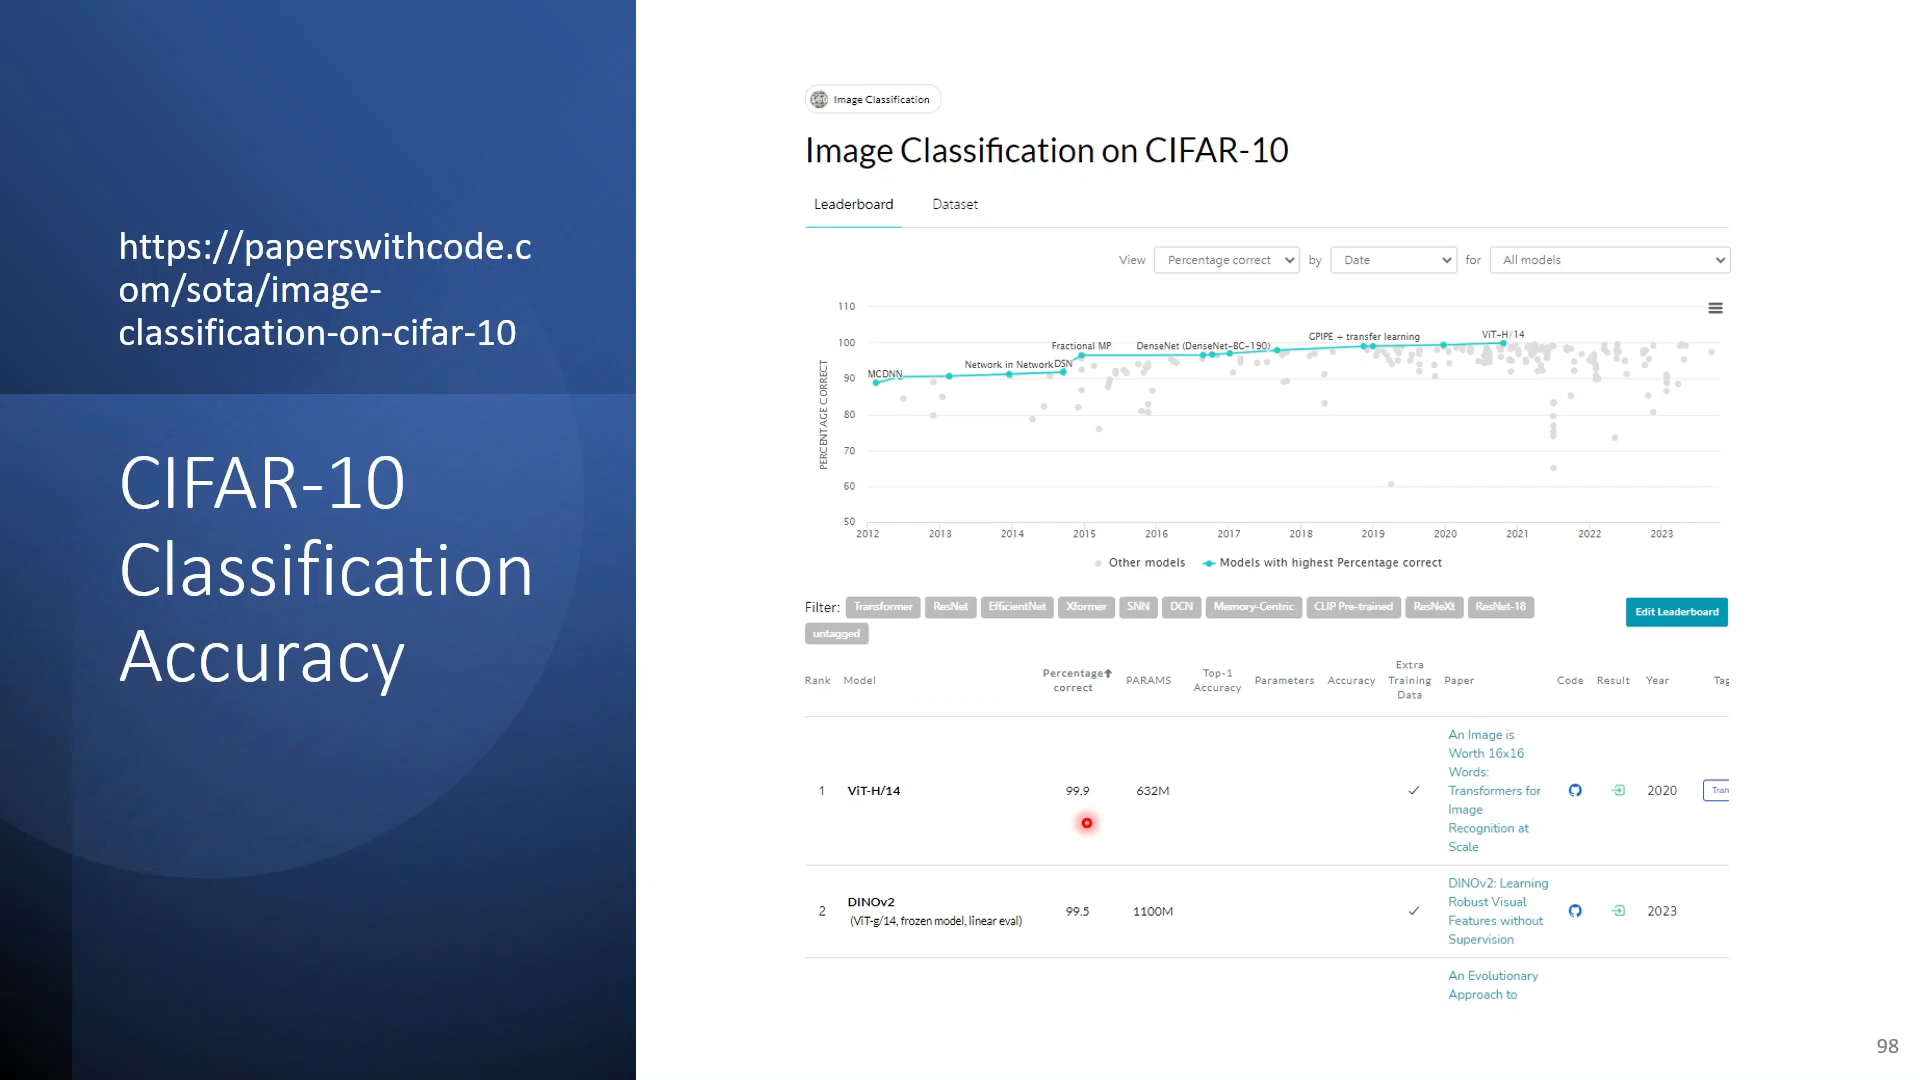 https://paperswithcode.c
om/sota/image-
classification-on-cifar-10
CIFAR-10
Classification
Accuracy
Image Classification
Image Classification on CIFAR-10
Leaderboard Dataset
View Percentage correct by Date for All models
110
100
90
80
70
60
50
PERCENTAGE CORRECT
MCDNN
Network in Network
DSN
Fractional MP
DenseNet (DenseNet-BC-190)
GPIPE + transfer learning
ViT-H/14
2012 2013 2014 2015 2016 2017 2018 2019 2020 2021 2022 2023
Other models Models with highest Percentage correct
Filter: Transformer ResNet EfficientNet Xformer SNN DCN Memory-Centric CLIP Pre-trained ResNeXt ResNet-18
untagged
Edit Leaderboard
Rank Model Percentage correct PARAMS Top-1 Accuracy Parameters Accuracy Extra Training Data Paper Code Result Year Tag
1 ViT-H/14 99.9 632M
An Image is
Worth 16x16
Words:
Transformers for
Image
Recognition at
Scale
2020 Tran
2 DINOv2
(ViT-g/14, frozen model, linear eval)
99.5 1100M
DINOv2: Learning
Robust Visual
Features without
Supervision
2023
An Evolutionary
Approach to
98